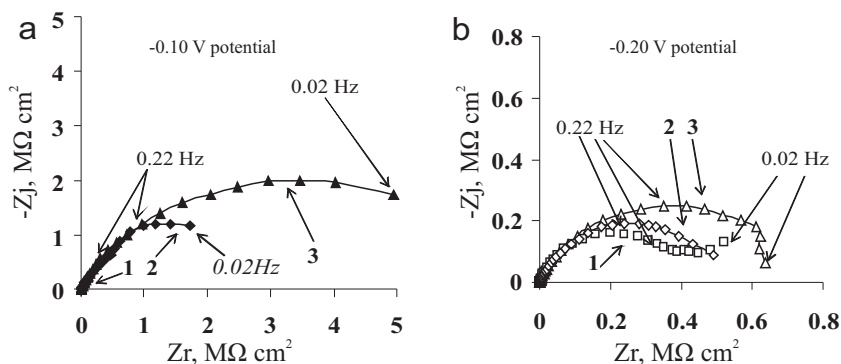 a
-0.10 V potential
-Zj, MΩ cm²
5
4
3
2
1
0
0.02 Hz
0.22 Hz
1
2
0.02Hz
3
0
1
2
3
4
5
Zr, MΩ cm²
b
-0.20 V potential
-Zj, MΩ cm²
0.8
0.6
0.4
0.2
0.0
0.22 Hz
2
3
0.02 Hz
1
0
0.2
0.4
0.6
0.8
Zr, MΩ cm²